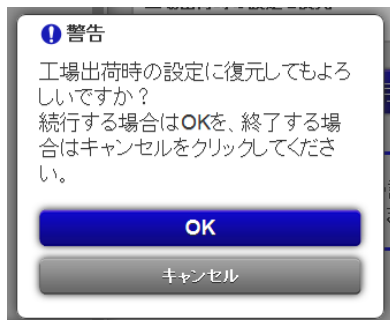 警告
工場出荷時の設定に復元してもよろ
しいですか？
続行する場合はOKを、終了する場
合はキャンセルをクリックしてくださ
い。
OK
キャンセル